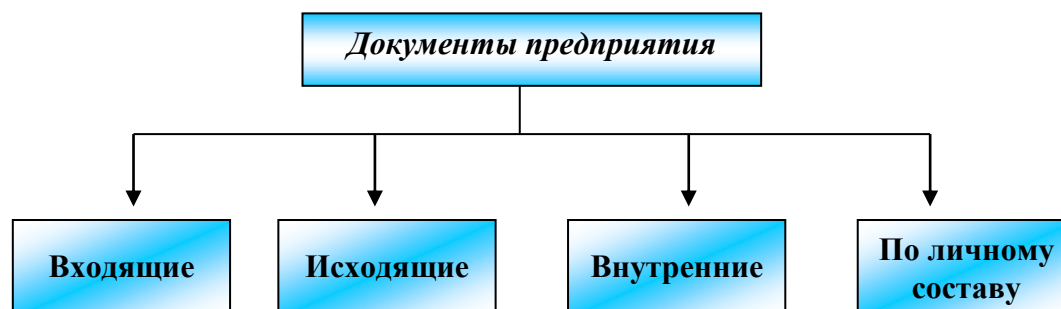 Документы предприятия
Входящие
Исходящие
Внутренние
По личному
составу